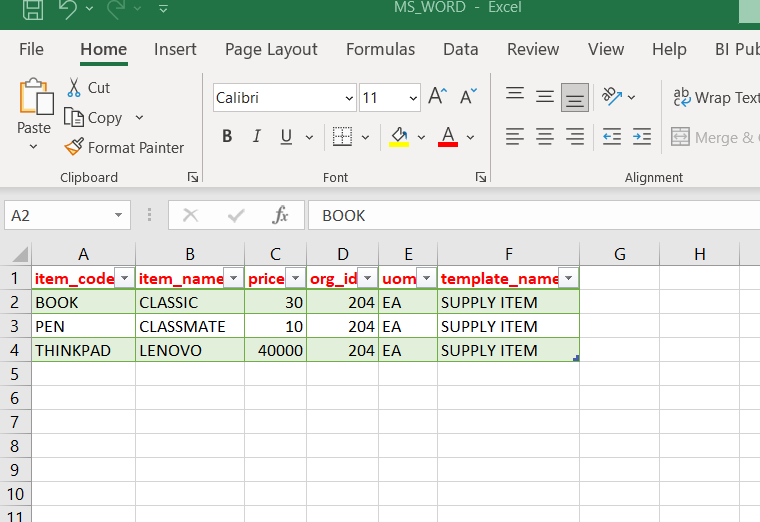 MS_WORD - Excel
File Home Insert Page Layout Formulas Data Review View Help BI Pub
Paste
Cut
Copy
Format Painter
Clipboard
Calibri 11 A A
B I U A
Font
ab Wrap Text
Merge &
Alignment
A2 fx BOOK
A B C D E F G H
1 item_code item_name price org_id uom template_name
2 BOOK CLASSIC 30 204 EA SUPPLY ITEM
3 PEN CLASSMATE 10 204 EA SUPPLY ITEM
4 THINKPAD LENOVO 40000 204 EA SUPPLY ITEM
5
6
7
8
9
10
11